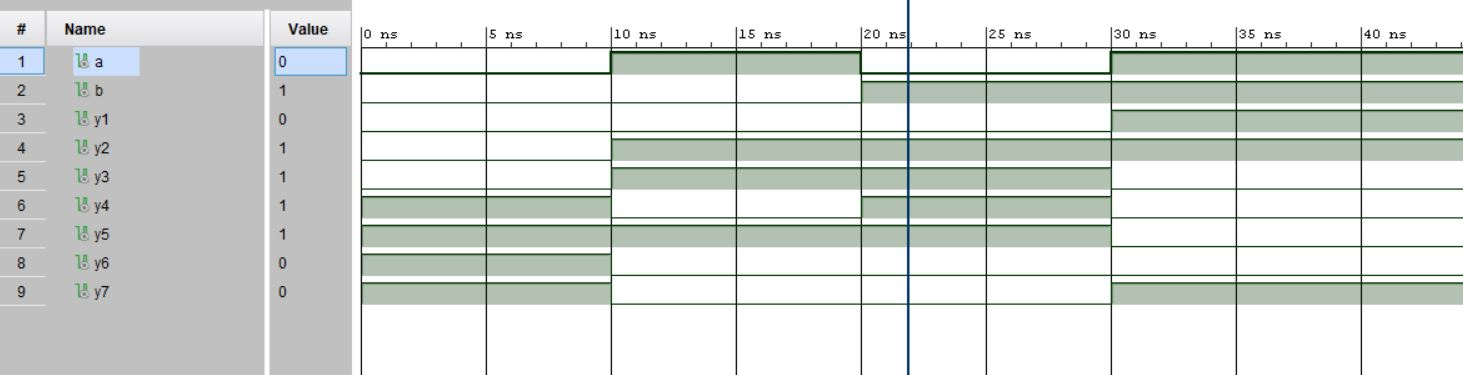 # Name Value 0 ns 5 ns 10 ns 15 ns 20 ns 25 ns 30 ns 35 ns 40 ns
1 a 0
2 b 1
3 y1 0
4 y2 1
5 y3 1
6 y4 1
7 y5 1
8 y6 0
9 y7 0